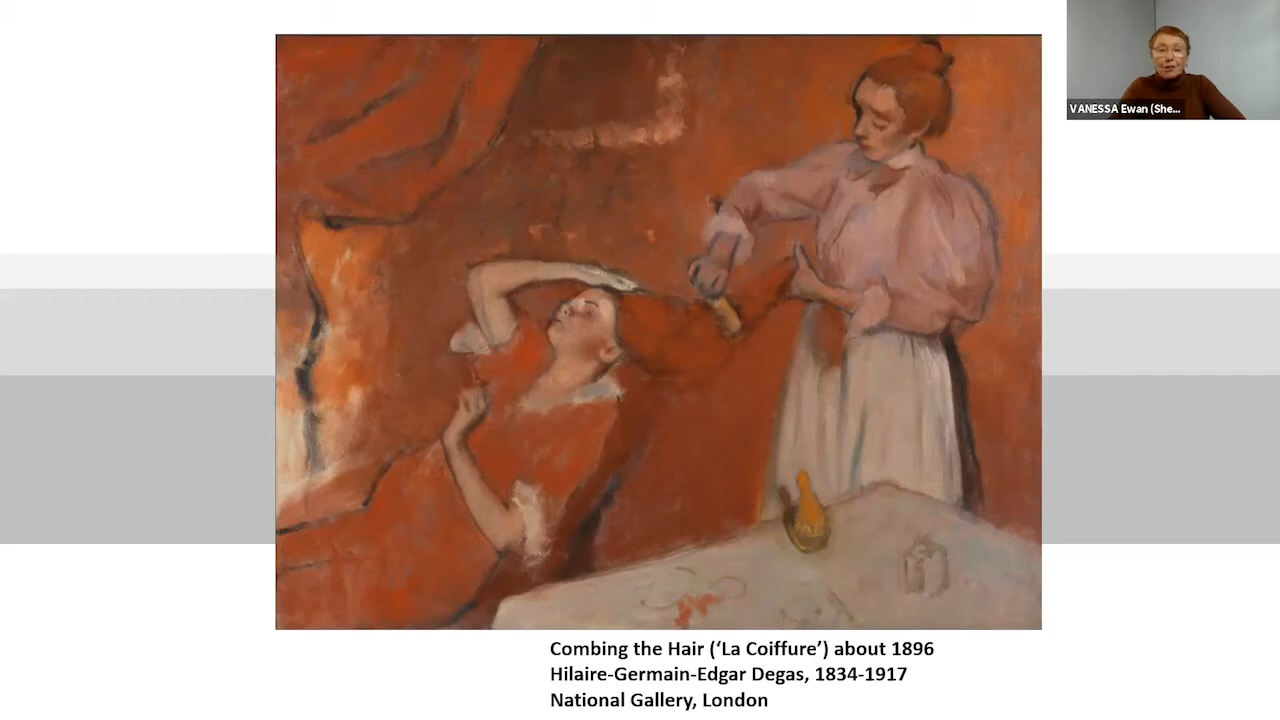 VANESSA Ewan (She...
Combing the Hair (‘La Coiffure’) about 1896
Hilaire-Germain-Edgar Degas, 1834-1917
National Gallery, London